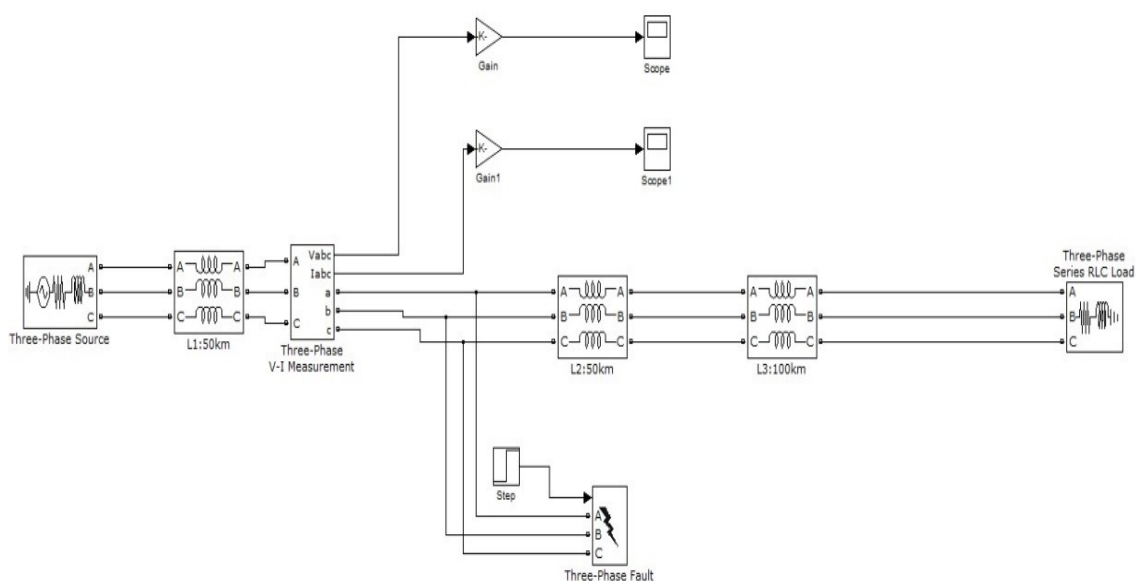 K-
Gain
Scope
K-
Gain1
Scope1
Three-Phase
Series RLC Load
Vabc
Iabc
A
a
B
b
C
c
A
B
C
A A
B B
C C
A A
B B
C C
A A
B B
C C
A
B
C
Three-Phase Source
L1:50km
Three-Phase
V-I Measurement
L2:50km
L3:100km
Step
A
B
C
Three-Phase Fault